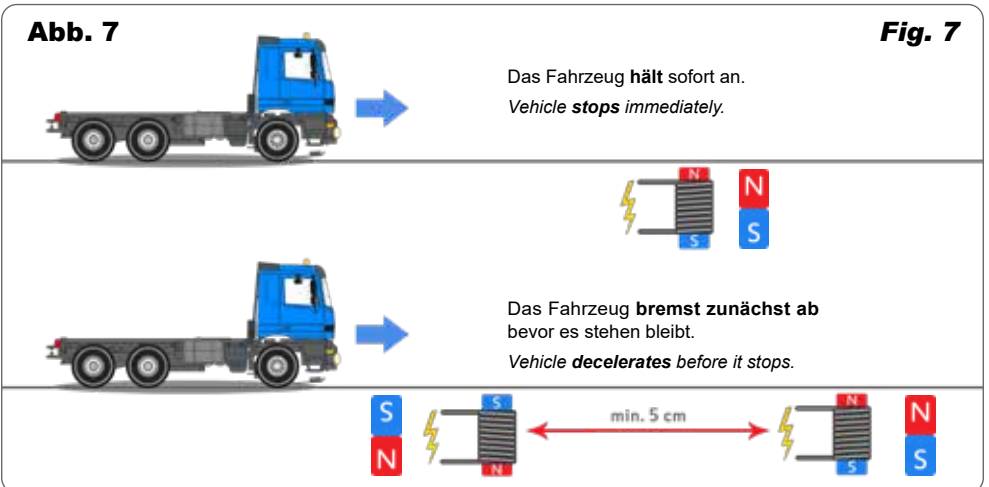 Abb. 7
Fig. 7
Das Fahrzeug hält sofort an.
Vehicle stops immediately.
N
N
S
S
Das Fahrzeug bremst zunächst ab
bevor es stehen bleibt.
Vehicle decelerates before it stops.
S
S
min. 5 cm
N
N
N
N
S
S